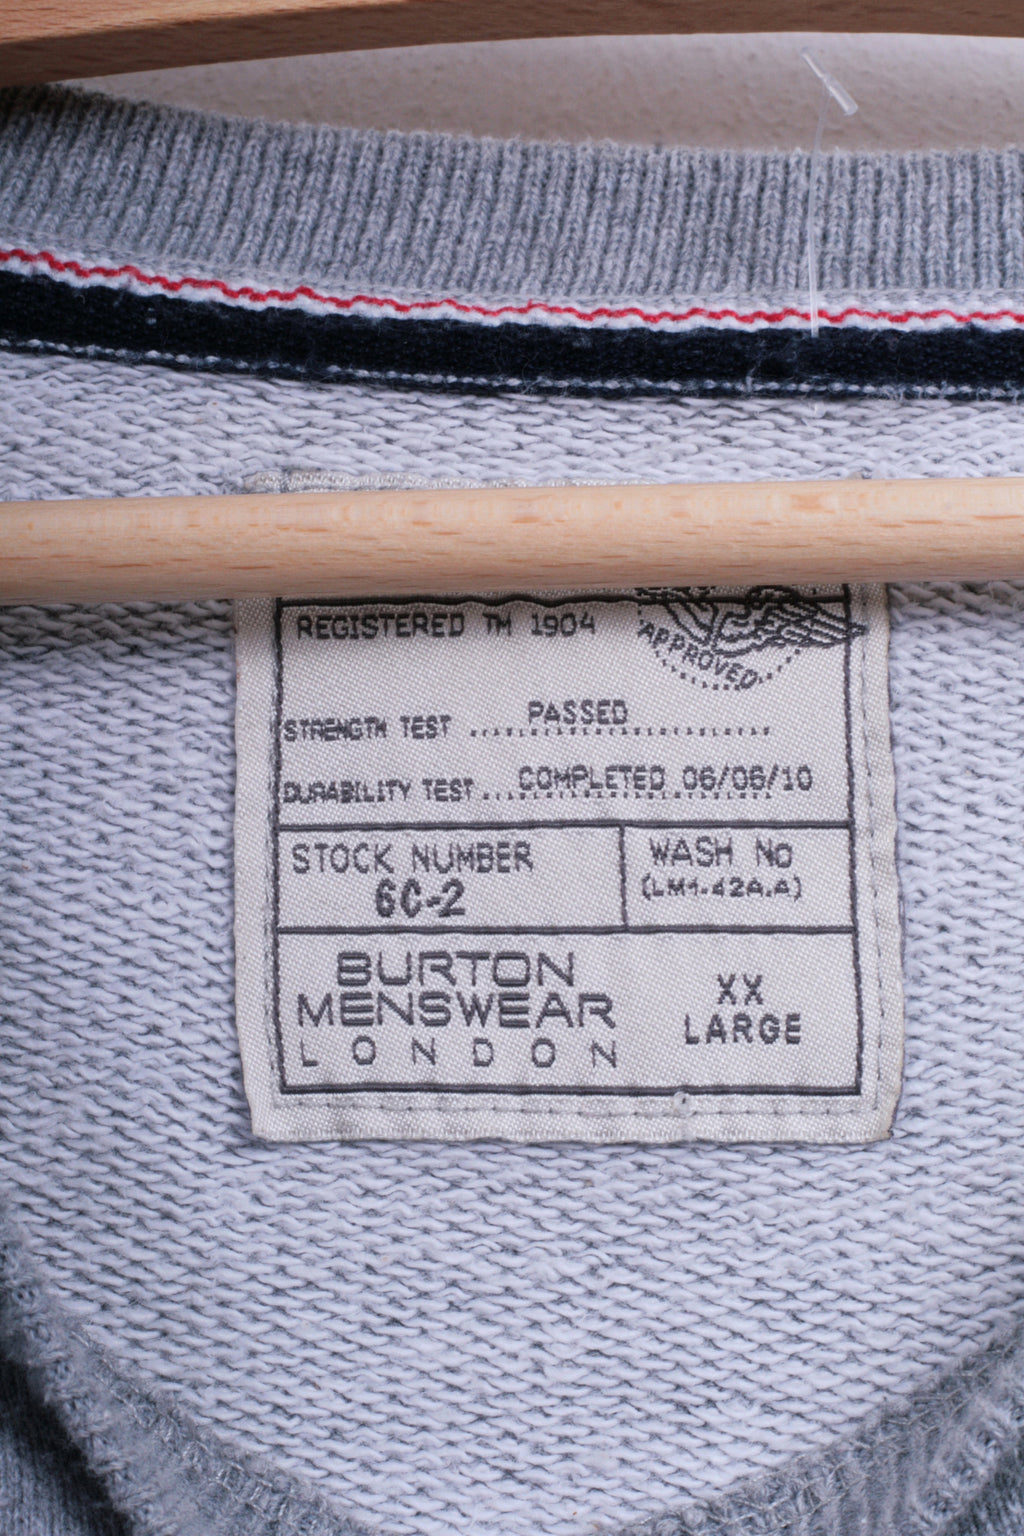 REGISTERED TM 1904
APPROVED
STRENGTH TEST ..... PASSED
DURABILITY TEST ... COMPLETED 06/06/10
STOCK NUMBER
6C-2
WASH No
(LM1-42A.A)
BURTON
MENSWEAR
LONDON
XX
LARGE